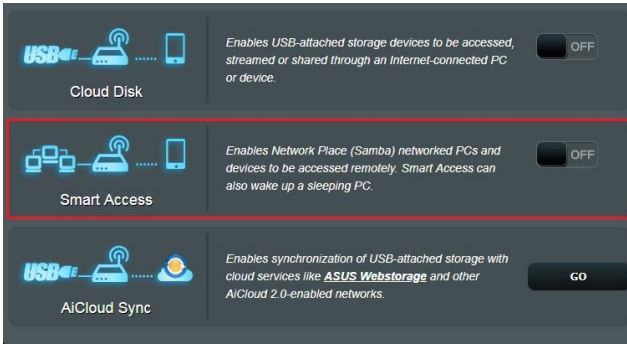 USB
Enables USB-attached storage devices to be accessed,
streamed or shared through an Internet-connected PC
or device.
OFF
Cloud Disk
Enables Network Place (Samba) networked PCs and
devices to be accessed remotely. Smart Access can
also wake up a sleeping PC.
OFF
Smart Access
USB
Enables synchronization of USB-attached storage with
cloud services like ASUS Webstorage and other
AiCloud 2.0-enabled networks.
GO
AiCloud Sync